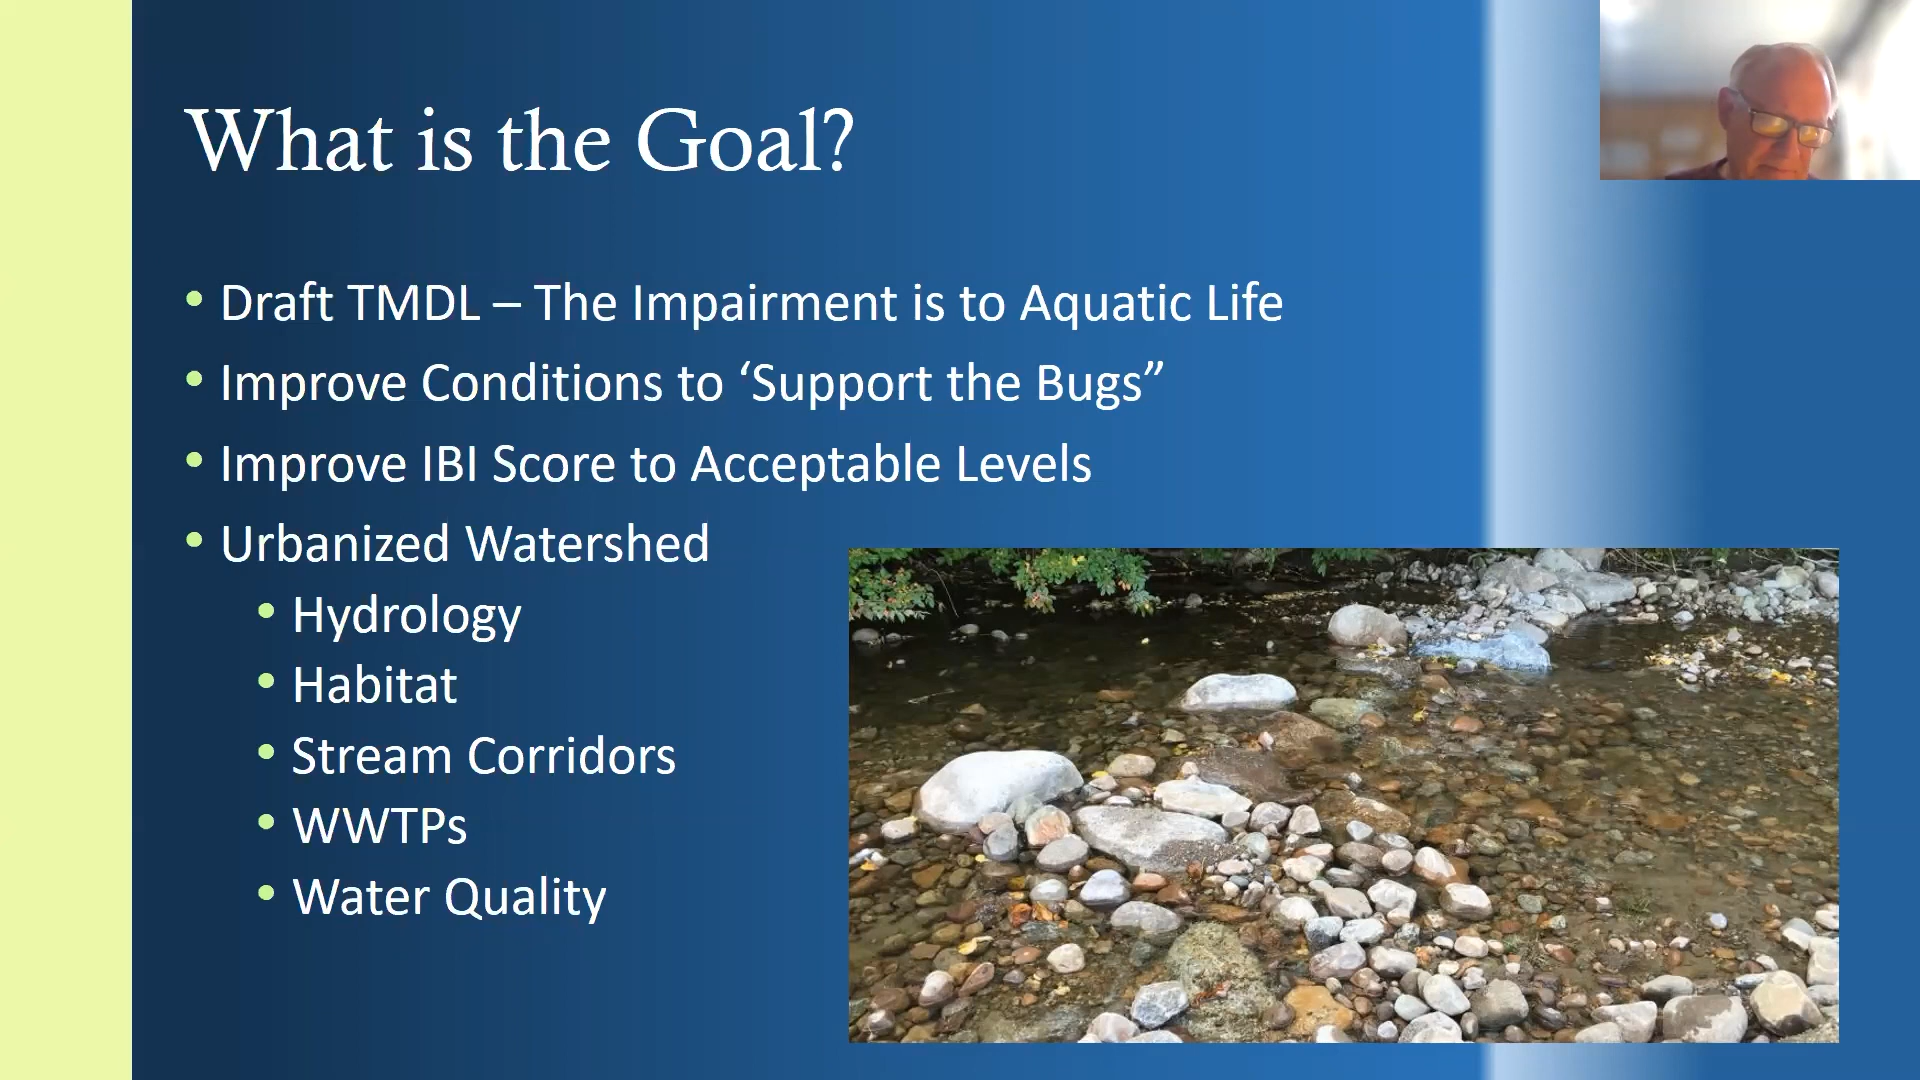 What is the Goal?
• Draft TMDL – The Impairment is to Aquatic Life
• Improve Conditions to ‘Support the Bugs”
• Improve IBI Score to Acceptable Levels
• Urbanized Watershed
• Hydrology
• Habitat
• Stream Corridors
• WWTPs
• Water Quality